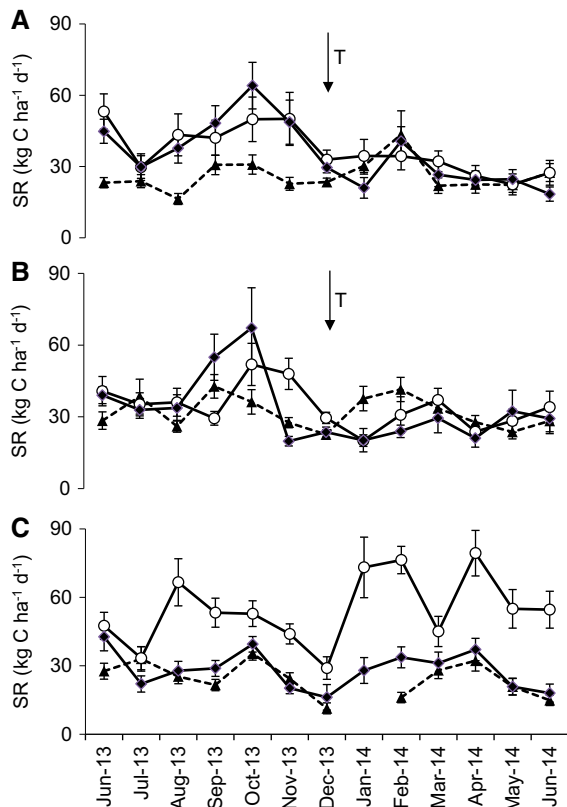 A
90
60
30
0
SR (kg C ha⁻¹ d⁻¹)
T
B
90
60
30
0
SR (kg C ha⁻¹ d⁻¹)
T
C
90
60
30
0
SR (kg C ha⁻¹ d⁻¹)
Jun-13
Jul-13
Aug-13
Sep-13
Oct-13
Nov-13
Dec-13
Jan-14
Feb-14
Mar-14
Apr-14
May-14
Jun-14